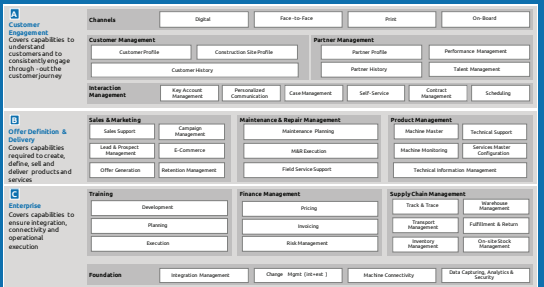 A
Customer
Engagement
Covers capabilities to
understand
customers and to
consistently engage
through -out the
customer journey
Channels
Digital
Face -to-Face
Print
On-Board
Customer Management
Customer Profile
Construction Site Profile
Customer History
Partner Management
Partner Profile
Performance Management
Partner History
Talent Management
Interaction
Management
Key Account
Management
Personalized
Communication
Case Management
Self-Service
Contract
Management
Scheduling
B
Offer Definition &
Delivery
Covers capabilities
required to create,
define, sell and
deliver products and
services
Sales & Marketing
Sales Support
Campaign
Management
Lead & Prospect
Management
E-Commerce
Offer Generation
Retention Management
Maintenance & Repair Management
Maintenance Planning
M&R Execution
Field Service Support
Product Management
Machine Master
Technical Support
Machine Monitoring
Services Master
Configuration
Technical Information Management
C
Enterprise
Covers capabilities to
ensure integration,
connectivity and
operational
execution
Training
Development
Planning
Execution
Finance Management
Pricing
Invoicing
Risk Management
Supply Chain Management
Track & Trace
Warehouse
Management
Transport
Management
Fulfillment & Return
Inventory
Management
On-site Stock
Management
Foundation
Integration Management
Change Mgmt (int+ext )
Machine Connectivity
Data Capturing, Analytics &
Security